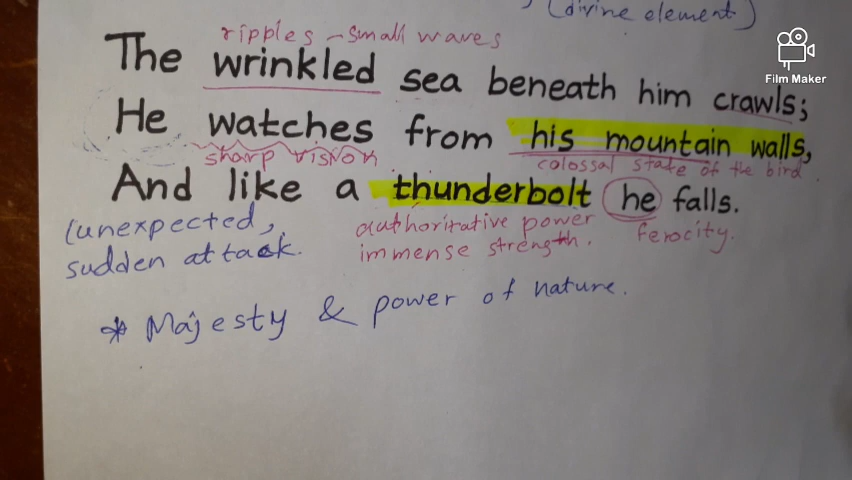 (divine element)
ripples - small waves
The wrinkled sea beneath him crawls;
He watches from his mountain walls,
sharp vision
colossal state of the bird.
And like a thunderbolt he falls.
(unexpected,
sudden attack.
authoritative power
immense strength.
ferocity.
* Majesty & power of nature.
Film Maker